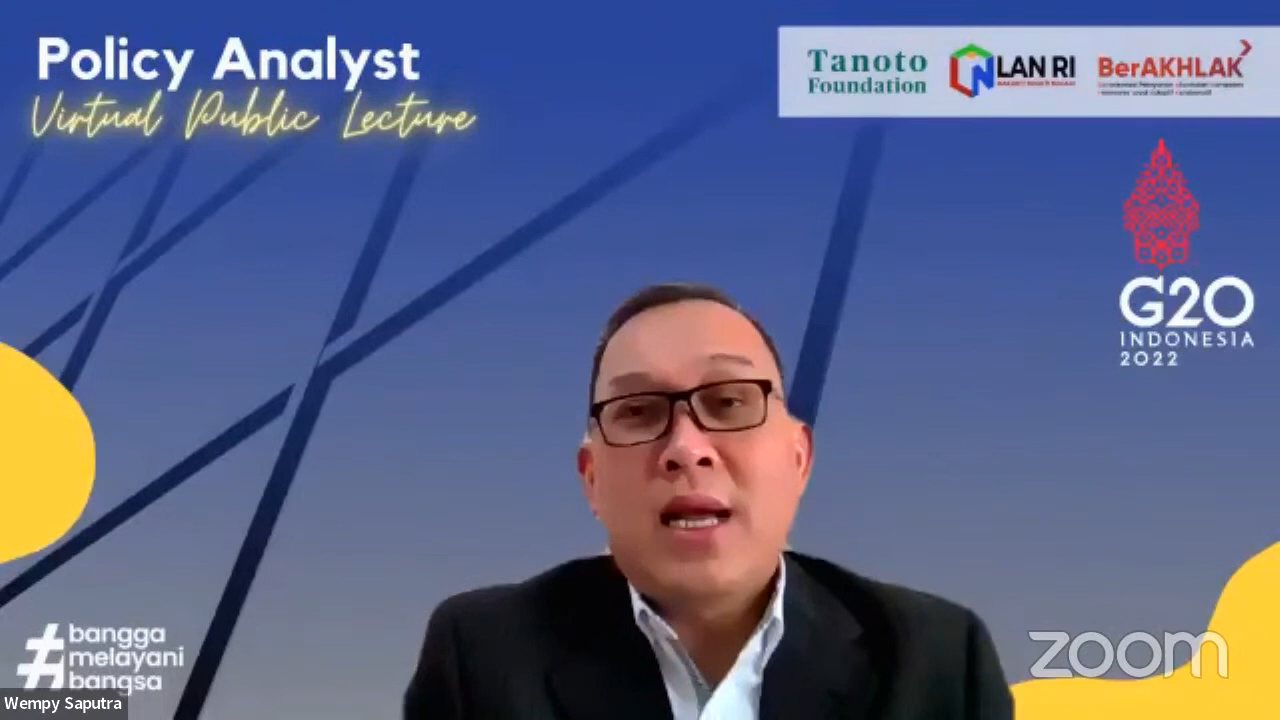 Policy Analyst
Virtual Public Lecture
Tanoto
Foundation
LAN RI
BerAKHLAK
G20
INDONESIA
2022
#bangga
melayani
bangsa
Wempy Saputra
zoom